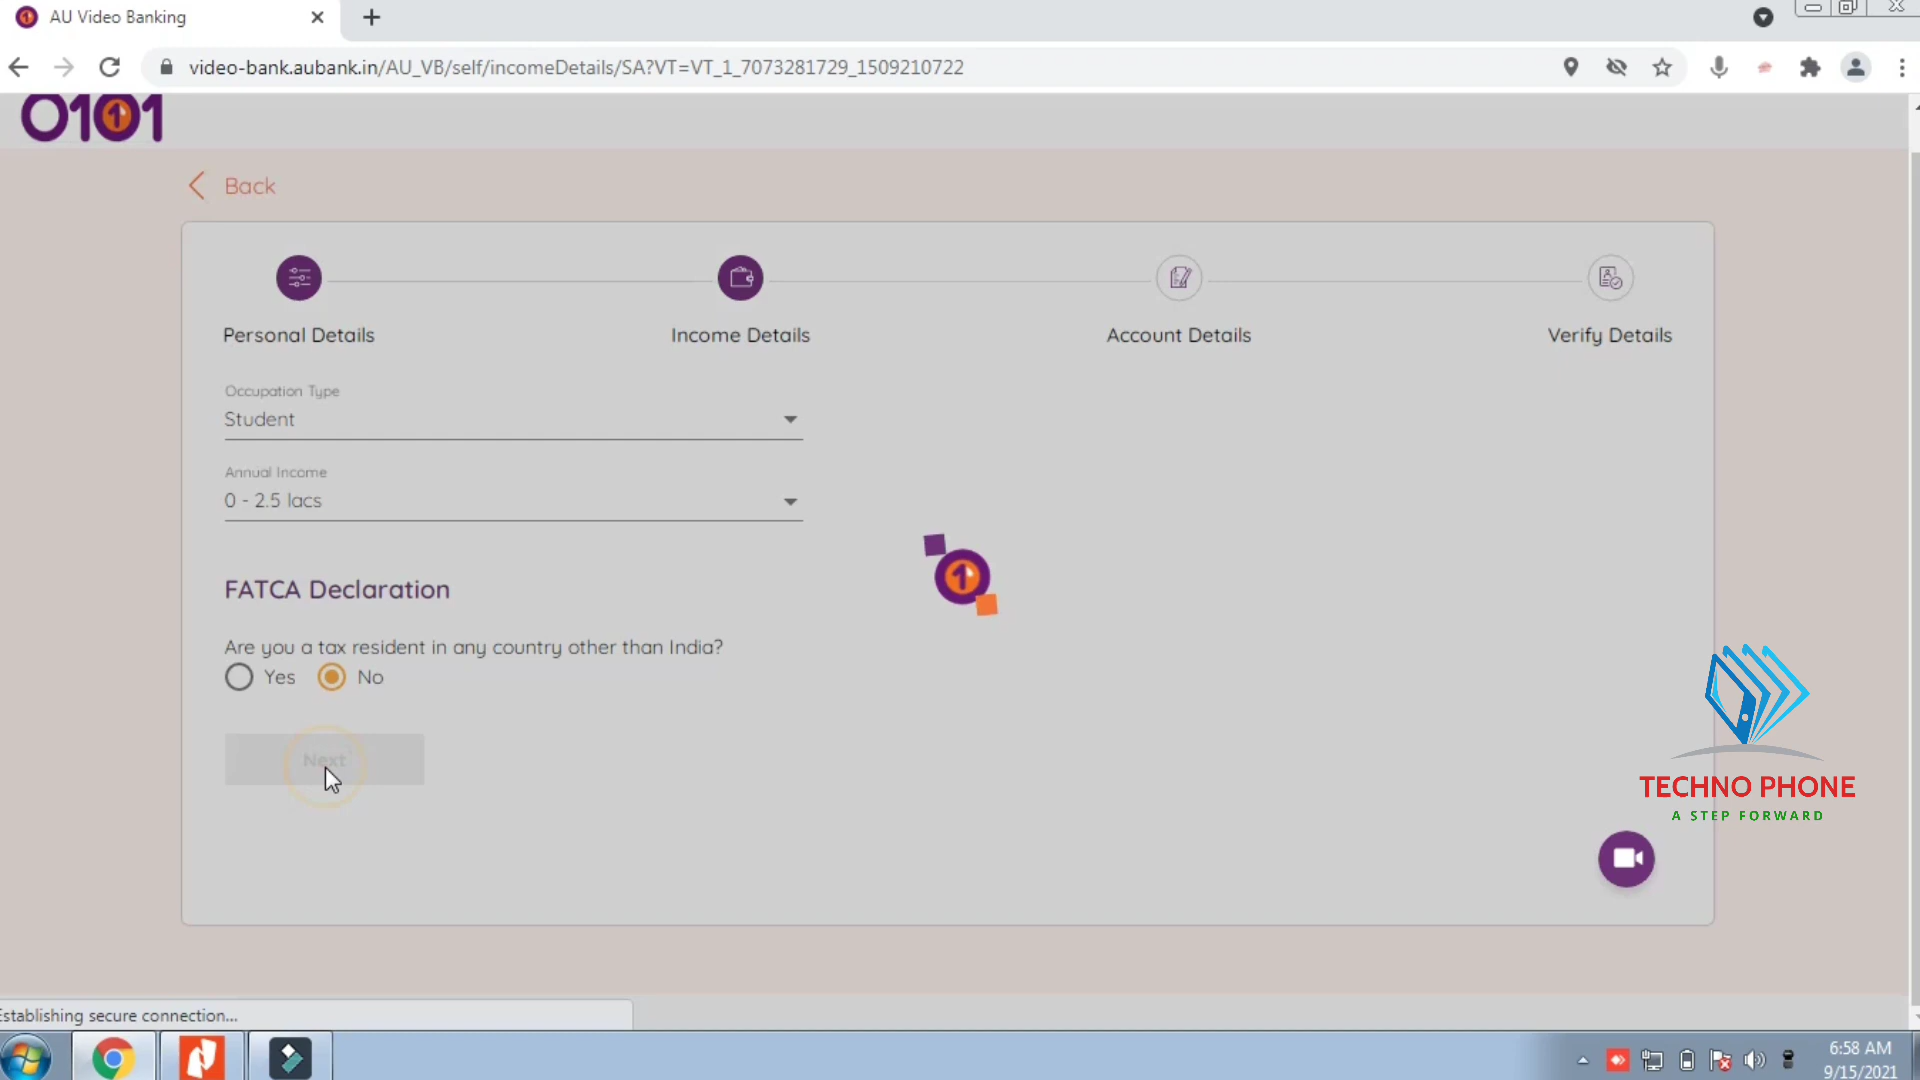 AU Video Banking
video-bank.aubank.in/AU_VB/self/incomeDetails/SA?VT=VT_1_7073281729_1509210722
0101
Back
Personal Details
Income Details
Account Details
Verify Details
Occupation Type
Student
Annual Income
0 - 2.5 lacs
FATCA Declaration
Are you a tax resident in any country other than India?
Yes No
Next
TECHNO PHONE
A STEP FORWARD
Establishing secure connection...
6:58 AM
9/15/2021